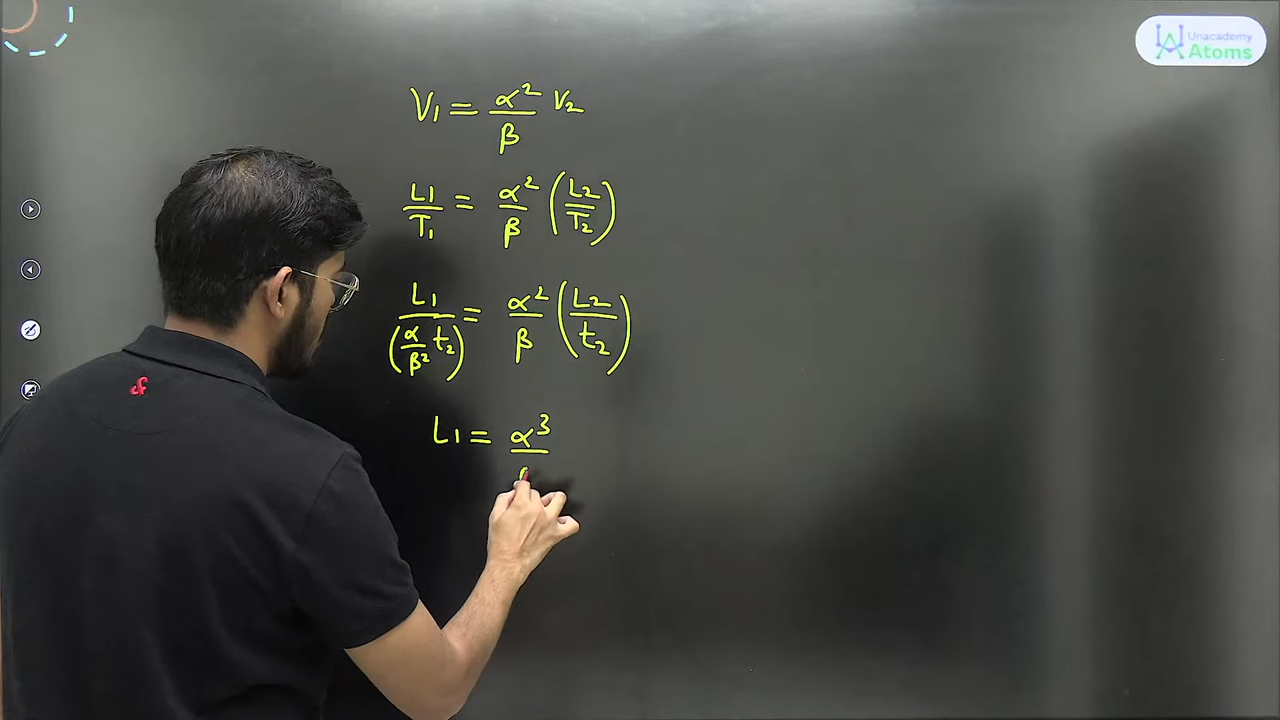 Unacademy
Atoms
V₁ = α²/β V₂
L₁/T₁ = α²/β (L₂/T₂)
L₁/(α/β² t₂) = α²/β (L₂/t₂)
L₁ = α³/